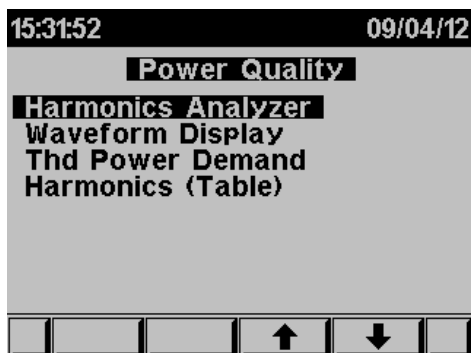 15:31:52 09/04/12
Power Quality
Harmonics Analyzer
Waveform Display
Thd Power Demand
Harmonics (Table)